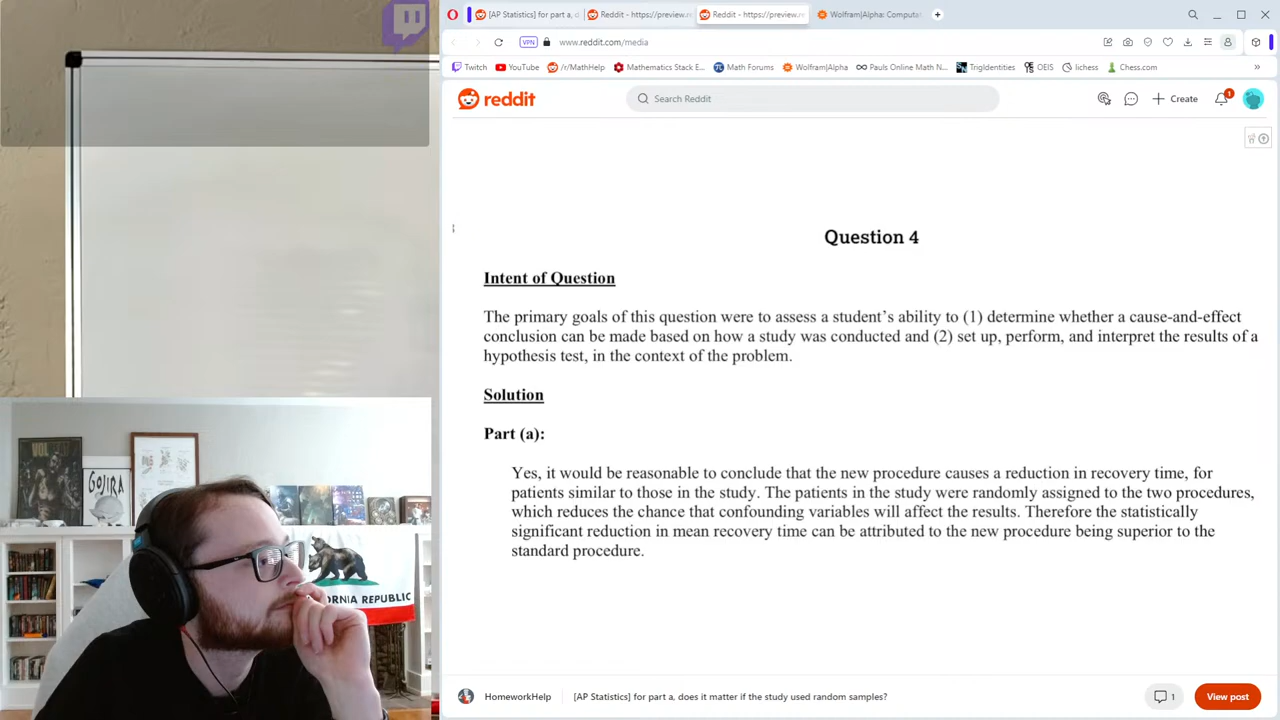 [AP Statistics] for part a, d
Reddit - https://preview.re
Reddit - https://preview.re
Wolfram|Alpha: Computat
VPN
www.reddit.com/media
Twitch
YouTube
/r/MathHelp
Mathematics Stack E...
Math Forums
Wolfram|Alpha
Pauls Online Math N...
TrigIdentities
OEIS
lichess
Chess.com
»
reddit
Search Reddit
Create
1
Question 4
Intent of Question
The primary goals of this question were to assess a student's ability to (1) determine whether a cause-and-effect
conclusion can be made based on how a study was conducted and (2) set up, perform, and interpret the results of a
hypothesis test, in the context of the problem.
Solution
Part (a):
Yes, it would be reasonable to conclude that the new procedure causes a reduction in recovery time, for
patients similar to those in the study. The patients in the study were randomly assigned to the two procedures,
which reduces the chance that confounding variables will affect the results. Therefore the statistically
significant reduction in mean recovery time can be attributed to the new procedure being superior to the
standard procedure.
GOJIRA
ORNIA REPUBLIC
HomeworkHelp
[AP Statistics] for part a, does it matter if the study used random samples?
1
View post